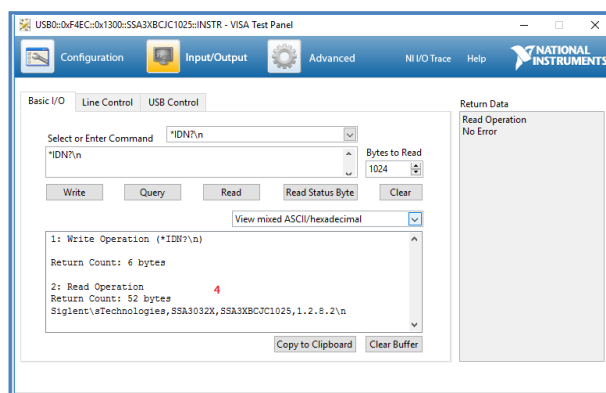 USB0::0xF4EC::0x1300::SSA3XBCJC1025::INSTR - VISA Test Panel
Configuration Input/Output Advanced NI I/O Trace Help NATIONAL INSTRUMENTS
Basic I/O Line Control USB Control
Return Data
Read Operation
No Error
Select or Enter Command *IDN?\n
*IDN?\n
Bytes to Read
1024
Write Query Read Read Status Byte Clear
View mixed ASCII/hexadecimal
1: Write Operation (*IDN?\n)
Return Count: 6 bytes
2: Read Operation
4
Return Count: 52 bytes
Siglent\sTechnologies,SSA3032X,SSA3XBCJC1025,1.2.8.2\n
Copy to Clipboard Clear Buffer